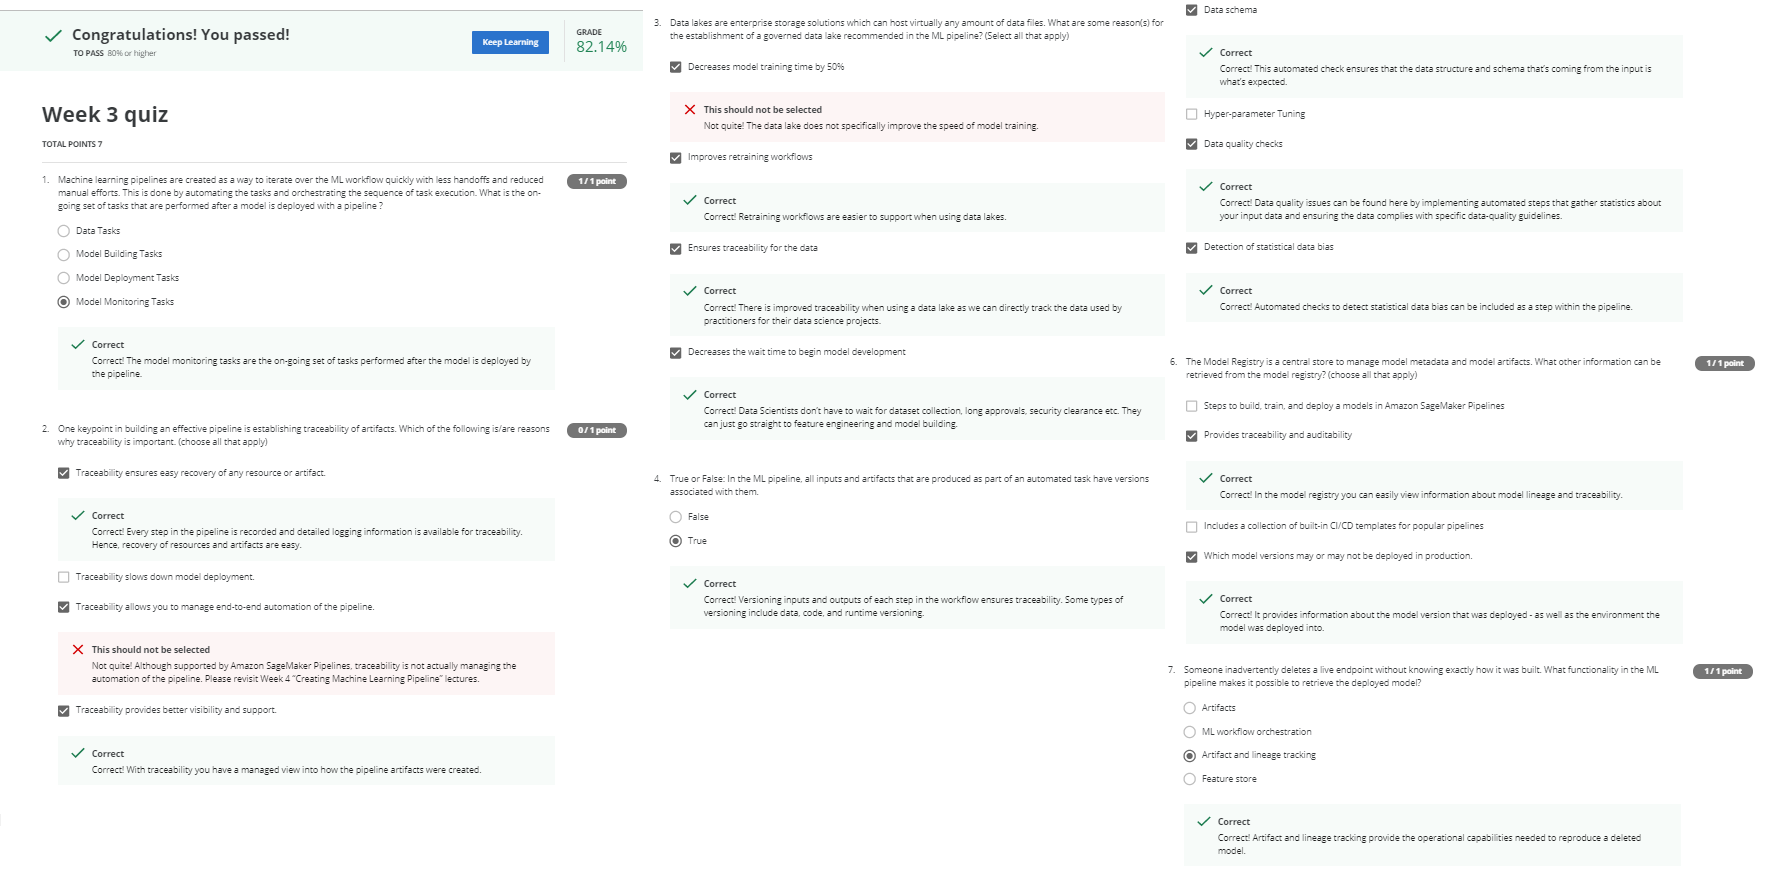 Congratulations! You passed!
TO PASS 80% or higher
Keep Learning
GRADE
82.14%
Week 3 quiz
TOTAL POINTS 7
1. Machine learning pipelines are created as a way to iterate over the ML workflow quickly with less handoffs and reduced
manual efforts. This is done by automating the tasks and orchestrating the sequence of task execution. What is the on-
going set of tasks that are performed after a model is deployed with a pipeline ?
1 / 1 point
Data Tasks
Model Building Tasks
Model Deployment Tasks
Model Monitoring Tasks
Correct
Correct! The model monitoring tasks are the on-going set of tasks performed after the model is deployed by
the pipeline.
2. One keypoint in building an effective pipeline is establishing traceability of artifacts. Which of the following is/are reasons
why traceability is important. (choose all that apply)
0 / 1 point
Traceability ensures easy recovery of any resource or artifact.
Correct
Correct! Every step in the pipeline is recorded and detailed logging information is available for traceability.
Hence, recovery of resources and artifacts are easy.
Traceability slows down model deployment.
Traceability allows you to manage end-to-end automation of the pipeline.
This should not be selected
Not quite! Although supported by Amazon SageMaker Pipelines, traceability is not actually managing the
automation of the pipeline. Please revisit Week 4 “Creating Machine Learning Pipeline” lectures.
Traceability provides better visibility and support.
Correct
Correct! With traceability you have a managed view into how the pipeline artifacts were created.
3. Data lakes are enterprise storage solutions which can host virtually any amount of data files. What are some reason(s) for
the establishment of a governed data lake recommended in the ML pipeline? (Select all that apply)
Decreases model training time by 50%
This should not be selected
Not quite! The data lake does not specifically improve the speed of model training.
Improves retraining workflows
Correct
Correct! Retraining workflows are easier to support when using data lakes.
Ensures traceability for the data
Correct
Correct! There is improved traceability when using a data lake as we can directly track the data used by
practitioners for their data science projects.
Decreases the wait time to begin model development
Correct
Correct! Data Scientists don't have to wait for dataset collection, long approvals, security clearance etc. They
can just go straight to feature engineering and model building.
4. True or False: In the ML pipeline, all inputs and artifacts that are produced as part of an automated task have versions
associated with them.
False
True
Correct
Correct! Versioning inputs and outputs of each step in the workflow ensures traceability. Some types of
versioning include data, code, and runtime versioning.
Data schema
Correct
Correct! This automated check ensures that the data structure and schema that's coming from the input is
what's expected.
Hyper-parameter Tuning
Data quality checks
Correct
Correct! Data quality issues can be found here by implementing automated steps that gather statistics about
your input data and ensuring the data complies with specific data-quality guidelines.
Detection of statistical data bias
Correct
Correct! Automated checks to detect statistical data bias can be included as a step within the pipeline.
6. The Model Registry is a central store to manage model metadata and model artifacts. What other information can be
retrieved from the model registry? (choose all that apply)
1 / 1 point
Steps to build, train, and deploy a models in Amazon SageMaker Pipelines
Provides traceability and auditability
Correct
Correct! In the model registry you can easily view information about model lineage and traceability.
Includes a collection of built-in CI/CD templates for popular pipelines
Which model versions may or may not be deployed in production.
Correct
Correct! It provides information about the model version that was deployed - as well as the environment the
model was deployed into.
7. Someone inadvertently deletes a live endpoint without knowing exactly how it was built. What functionality in the ML
pipeline makes it possible to retrieve the deployed model?
1 / 1 point
Artifacts
ML workflow orchestration
Artifact and lineage tracking
Feature store
Correct
Correct! Artifact and lineage tracking provide the operational capabilities needed to reproduce a deleted
model.